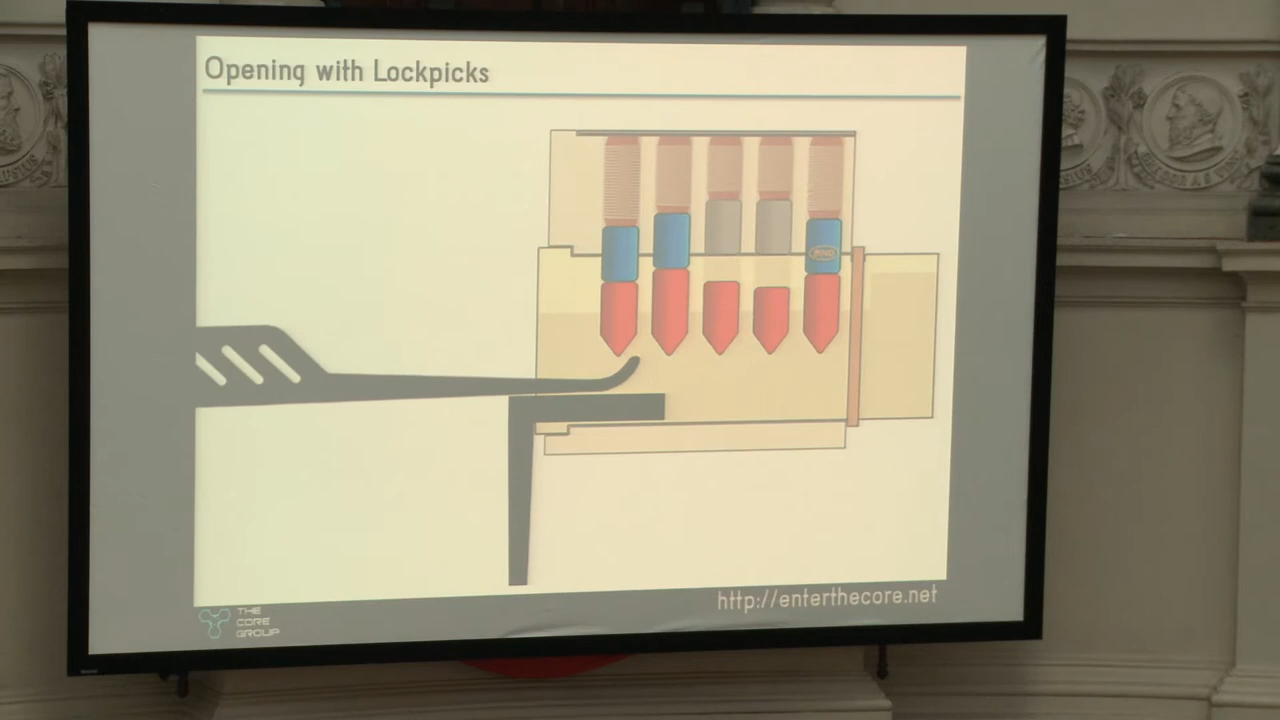 Opening with Lockpicks
http://enterthecore.net
THE
CORE
GROUP